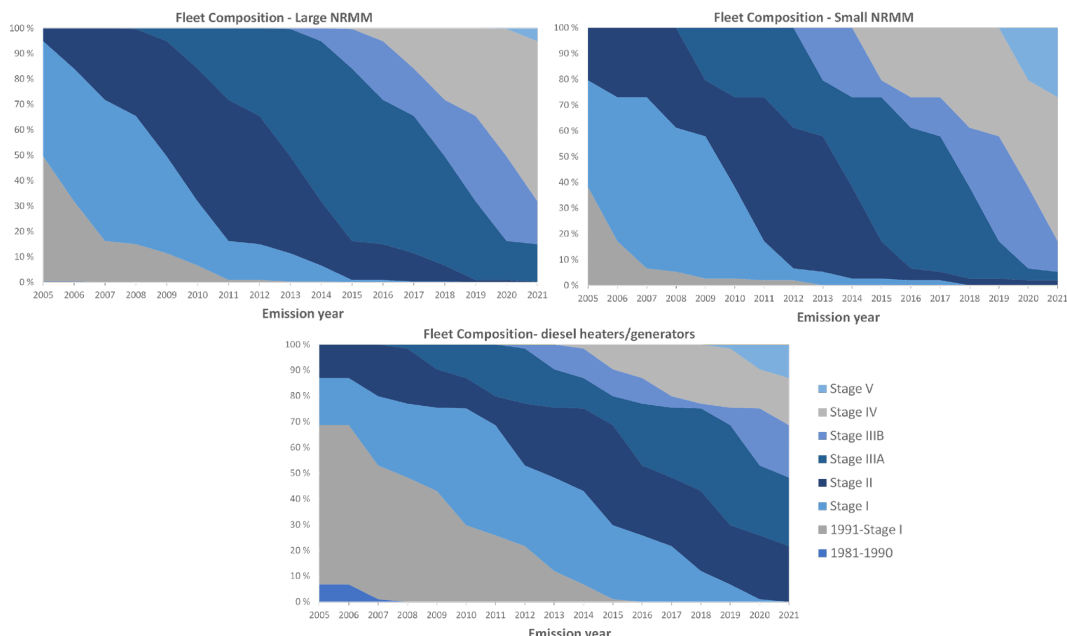 Fleet Composition - Large NRMM
100 %
90 %
80 %
70 %
60 %
50 %
40 %
30 %
20 %
10 %
0 %
2005 2006 2007 2008 2009 2010 2011 2012 2013 2014 2015 2016 2017 2018 2019 2020 2021
Emission year
Fleet Composition - Small NRMM
100 %
90 %
80 %
70 %
60 %
50 %
40 %
30 %
20 %
10 %
0 %
2005 2006 2007 2008 2009 2010 2011 2012 2013 2014 2015 2016 2017 2018 2019 2020 2021
Emission year
Fleet Composition- diesel heaters/generators
100 %
90 %
80 %
70 %
60 %
50 %
40 %
30 %
20 %
10 %
0 %
2005 2006 2007 2008 2009 2010 2011 2012 2013 2014 2015 2016 2017 2018 2019 2020 2021
Emission year
Stage V
Stage IV
Stage IIIB
Stage IIIA
Stage II
Stage I
1991-Stage I
1981-1990